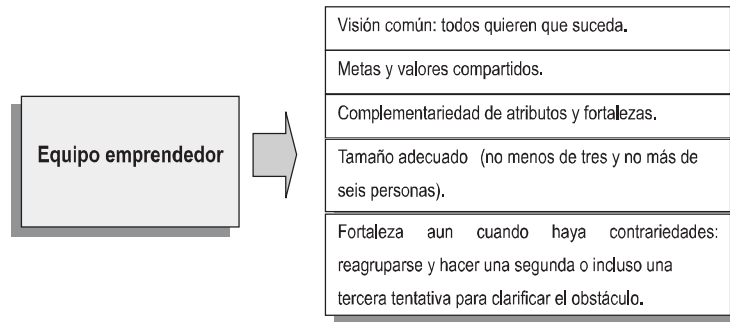 Equipo emprendedor
Visión común: todos quieren que suceda.
Metas y valores compartidos.
Complementariedad de atributos y fortalezas.
Tamaño adecuado (no menos de tres y no más de
seis personas).
Fortaleza aun cuando haya contrariedades:
reagruparse y hacer una segunda o incluso una
tercera tentativa para clarificar el obstáculo.